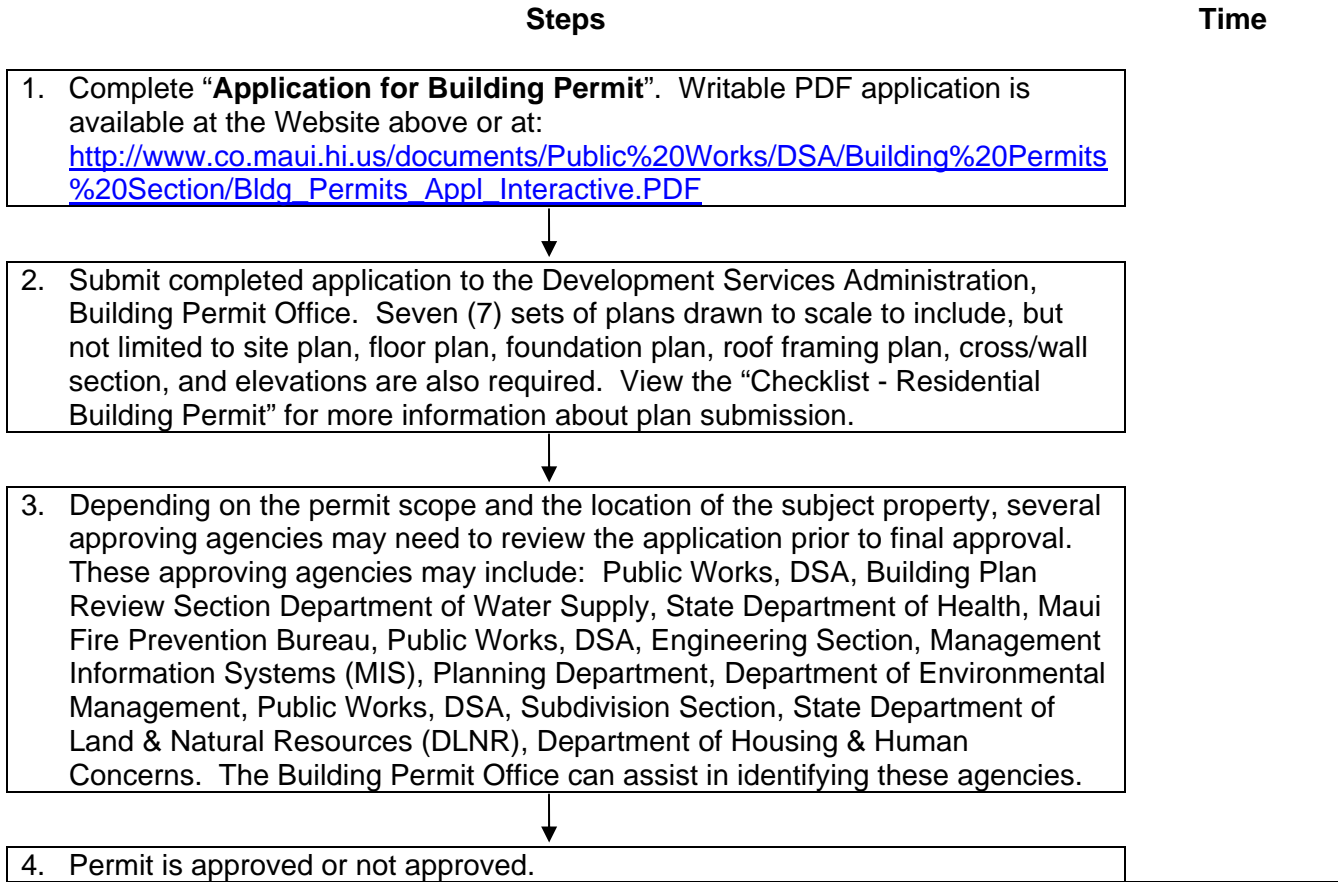 Steps Time
1. Complete “Application for Building Permit”. Writable PDF application is
available at the Website above or at:
http://www.co.maui.hi.us/documents/Public%20Works/DSA/Building%20Permits
%20Section/Bldg_Permits_Appl_Interactive.PDF
2. Submit completed application to the Development Services Administration,
Building Permit Office. Seven (7) sets of plans drawn to scale to include, but
not limited to site plan, floor plan, foundation plan, roof framing plan, cross/wall
section, and elevations are also required. View the “Checklist - Residential
Building Permit” for more information about plan submission.
3. Depending on the permit scope and the location of the subject property, several
approving agencies may need to review the application prior to final approval.
These approving agencies may include: Public Works, DSA, Building Plan
Review Section Department of Water Supply, State Department of Health, Maui
Fire Prevention Bureau, Public Works, DSA, Engineering Section, Management
Information Systems (MIS), Planning Department, Department of Environmental
Management, Public Works, DSA, Subdivision Section, State Department of
Land & Natural Resources (DLNR), Department of Housing & Human
Concerns. The Building Permit Office can assist in identifying these agencies.
4. Permit is approved or not approved.